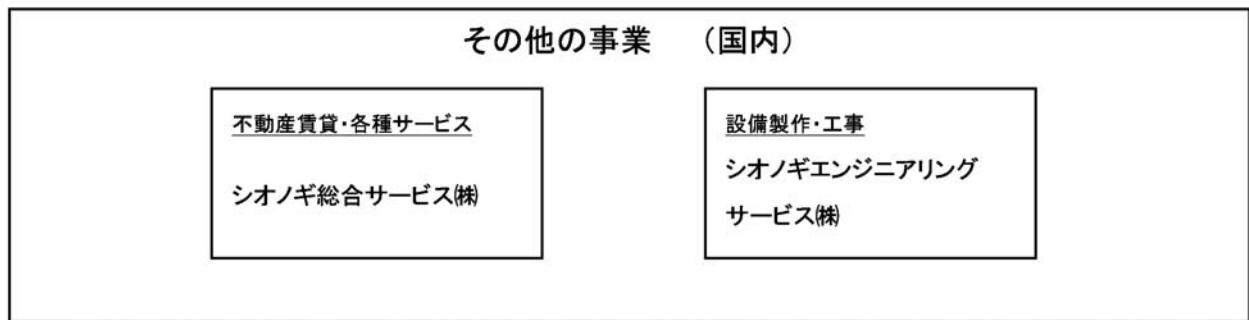 その他の事業　（国内）
不動産賃貸・各種サービス
シオノギ総合サービス㈱
設備製作・工事
シオノギエンジニアリング
サービス㈱